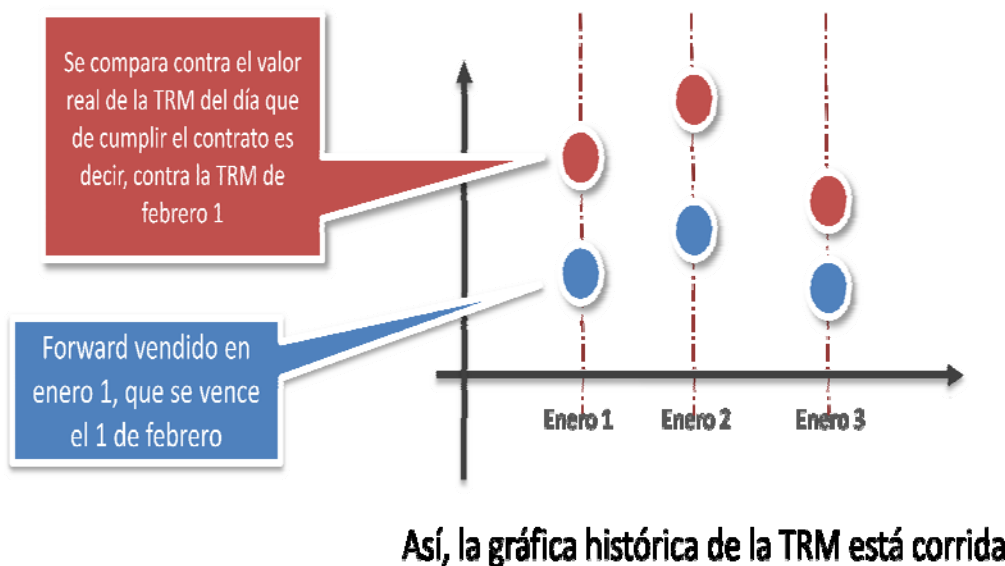 Se compara contra el valor
real de la TRM del día que
de cumplir el contrato es
decir, contra la TRM de
febrero 1
Forward vendido en
enero 1, que se vence
el 1 de febrero
Enero 1
Enero 2
Enero 3
Así, la gráfica histórica de la TRM está corrida